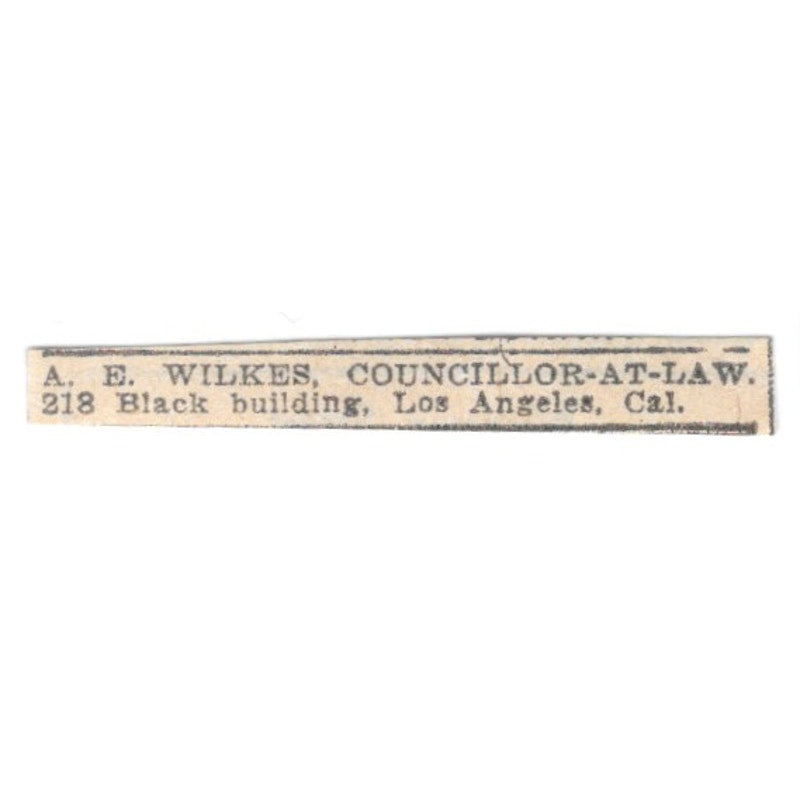 A. E. WILKES, COUNCILLOR-AT-LAW.
218 Black building, Los Angeles, Cal.